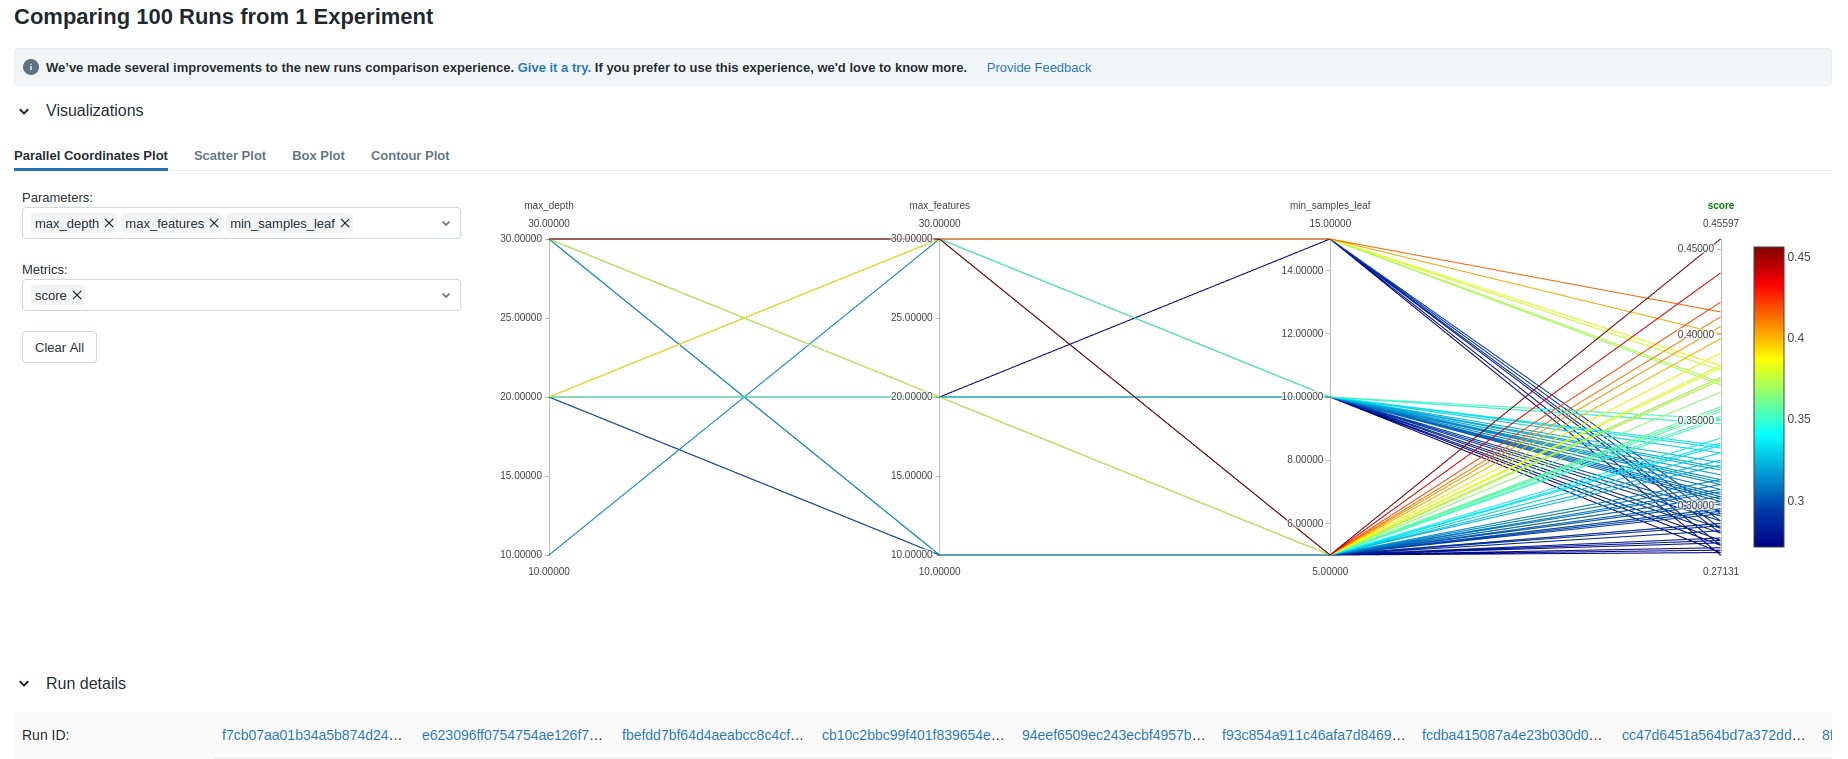 Comparing 100 Runs from 1 Experiment
We've made several improvements to the new runs comparison experience. Give it a try. If you prefer to use this experience, we'd love to know more. Provide Feedback
Visualizations
Parallel Coordinates Plot Scatter Plot Box Plot Contour Plot
Parameters:
max_depth max_features min_samples_leaf
Metrics:
score
Clear All
max_depth max_features min_samples_leaf score
30.00000 30.00000 15.00000 0.45597
30.00000 30.00000 0.45000 0.45
14.00000
25.00000 25.00000 12.00000 0.40000 0.4
20.00000 20.00000 10.00000 0.35000 0.35
15.00000 15.00000 8.00000 0.30000 0.3
6.00000
10.00000 10.00000
10.00000 10.00000 5.00000 0.27131
Run details
Run ID: f7cb07aa01b34a5b874d24... e623096ff0754754ae126f7... fbefdd7bf64d4aeabcc8c4cf... cb10c2bbc99f401f839654e... 94eef6509ec243ecbf4957b... f93c854a911c46afa7d8469... fcdba415087a4e23b030d0... cc47d6451a564bd7a372dd... 8f